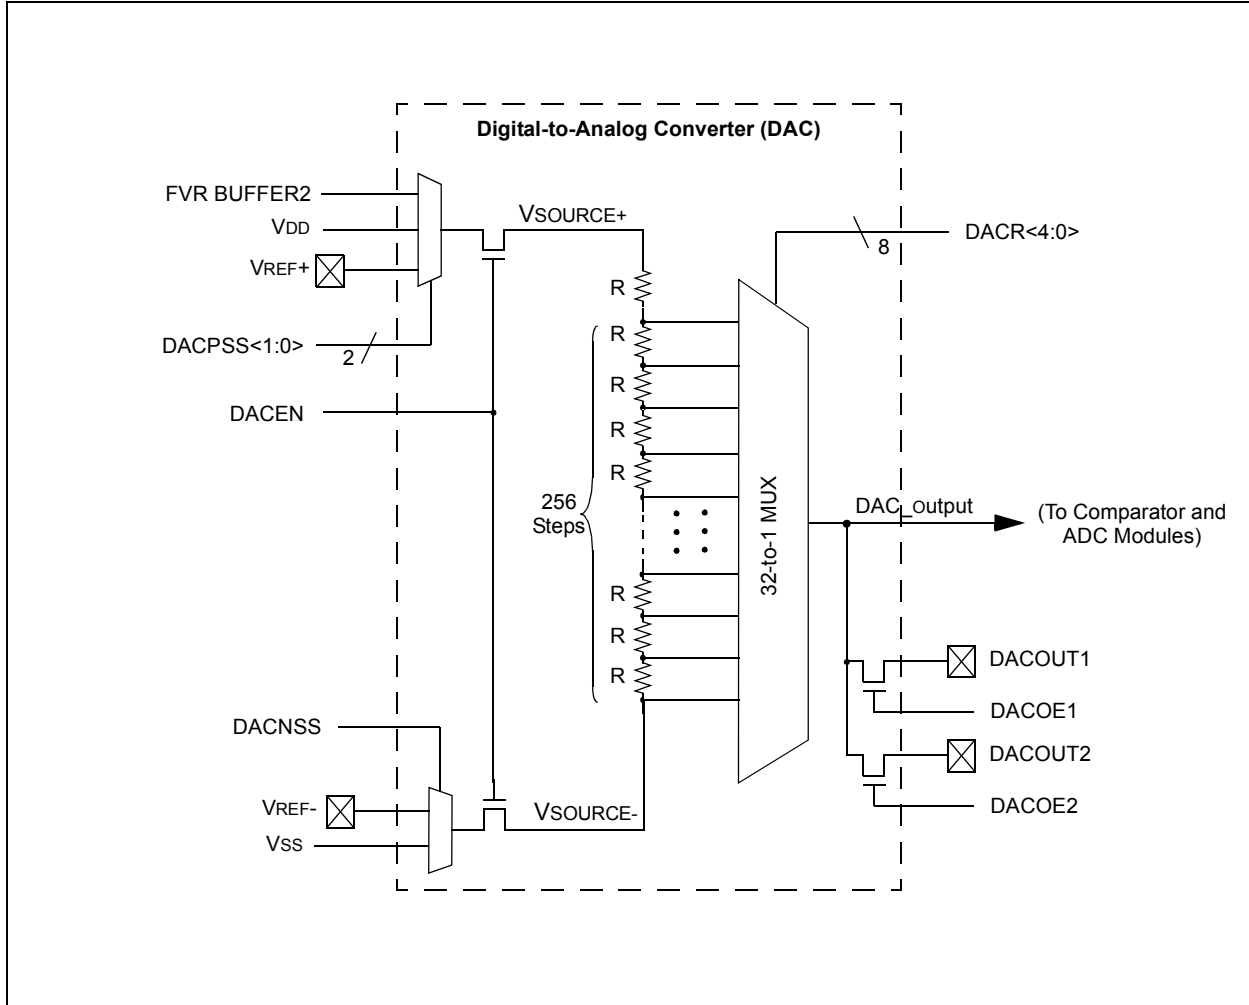 Digital-to-Analog Converter (DAC)
FVR BUFFER2
VDD
VREF+
DACPSS<1:0>
2
DACEN
VSOURCE+
DACR<4:0>
8
R
R
R
R
R
256
Steps
R
R
R
32-to-1 MUX
DAC_output
(To Comparator and
ADC Modules)
DACOUT1
DACOE1
DACOUT2
DACOE2
DACNSS
VREF-
VSS
VSOURCE-